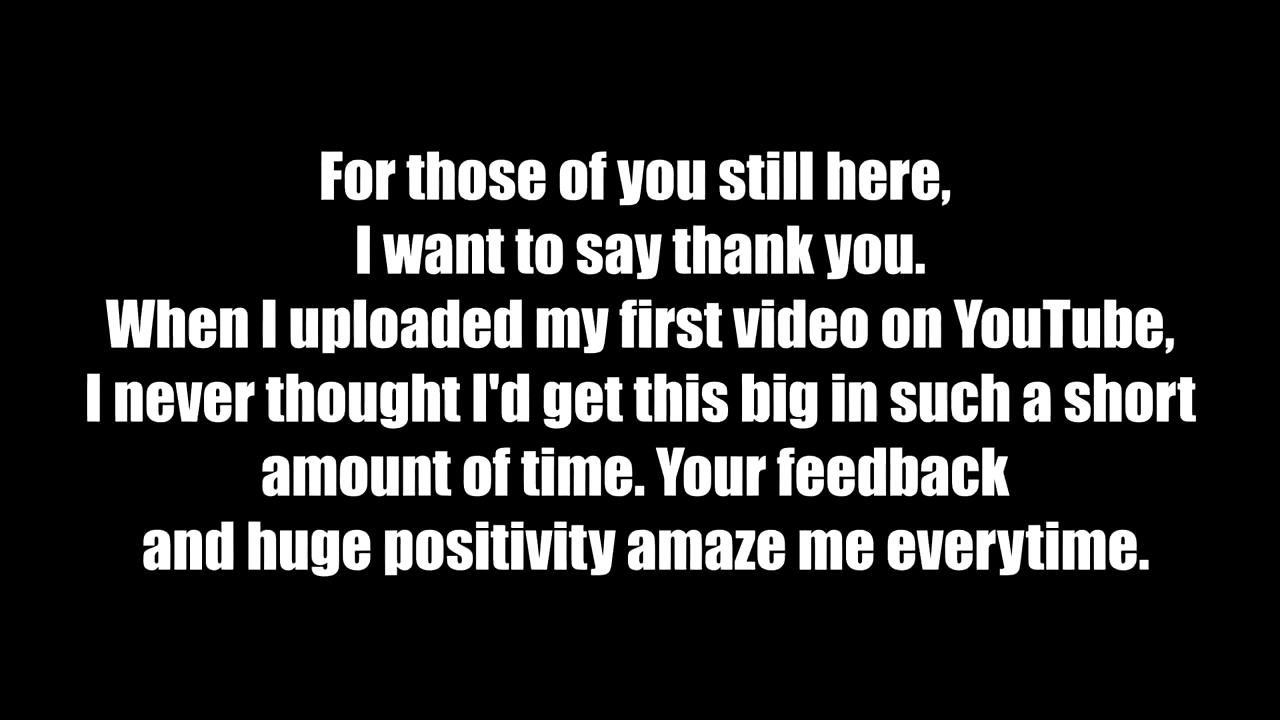 For those of you still here,
I want to say thank you.
When I uploaded my first video on YouTube,
I never thought I'd get this big in such a short
amount of time. Your feedback
and huge positivity amaze me everytime.